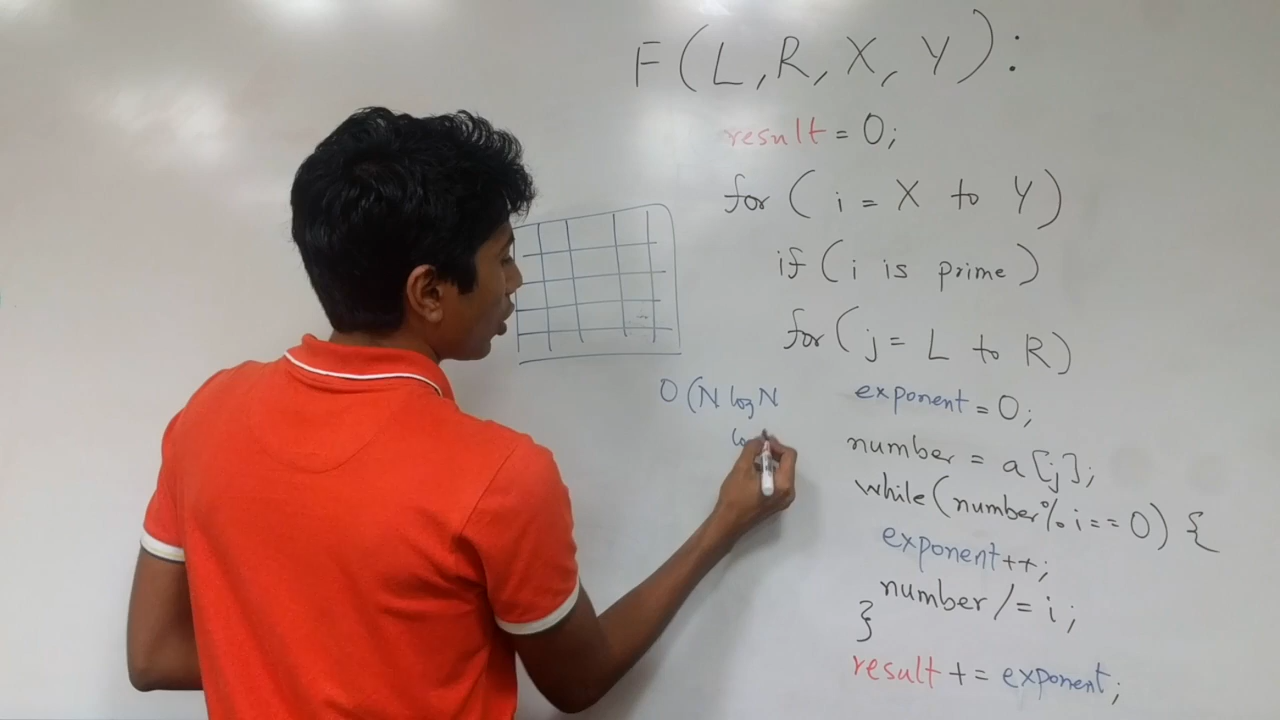 F(L,R,X,Y):
result = 0;
for ( i = X to Y)
if ( i is prime )
for ( j = L to R)
O (N log N
exponent = 0;
number = a[j];
while(number%i==0) {
exponent++;
number /= i;
}
result += exponent;